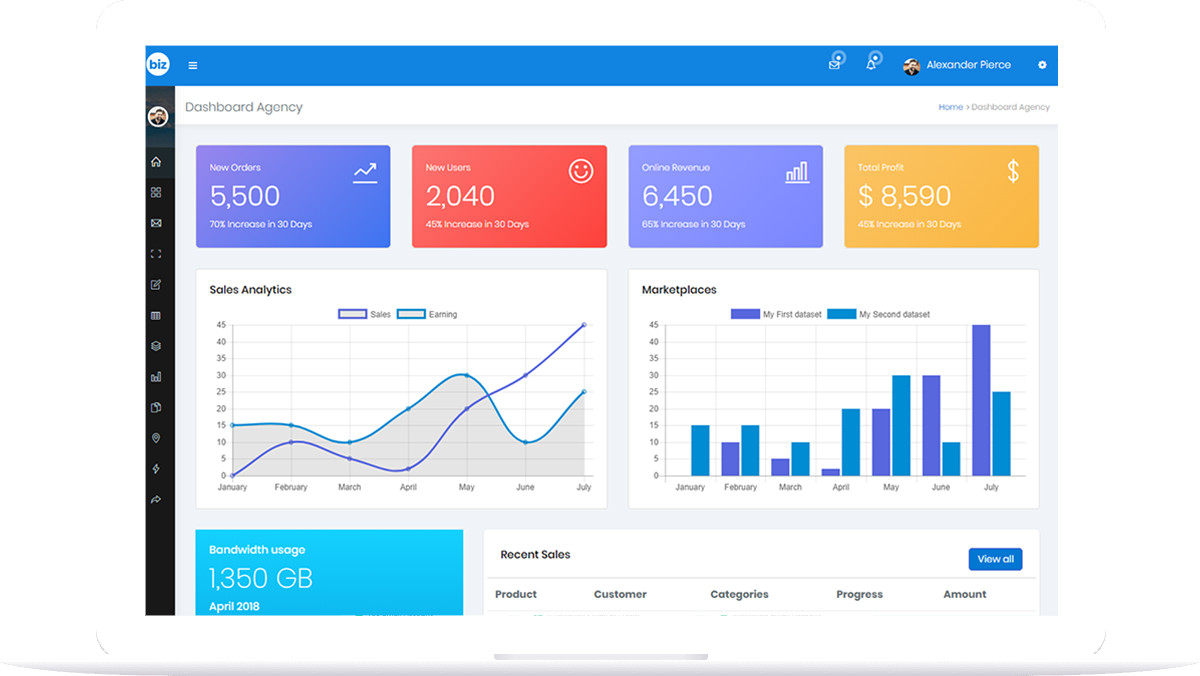 biz
Alexander Pierce
Dashboard Agency
Home > Dashboard Agency
New Orders
5,500
70% Increase in 30 Days
New Users
2,040
45% Increase in 30 Days
Online Revenue
6,450
65% Increase in 30 Days
Total Profit
$ 8,590
45% Increase in 30 Days
Sales Analytics
Sales Earning
45
40
35
30
25
20
15
10
5
0
January February March April May June July
Marketplaces
My First dataset My Second dataset
45
40
35
30
25
20
15
10
5
0
January February March April May June July
Bandwidth usage
1,350 GB
April 2018
Recent Sales
View all
Product Customer Categories Progress Amount